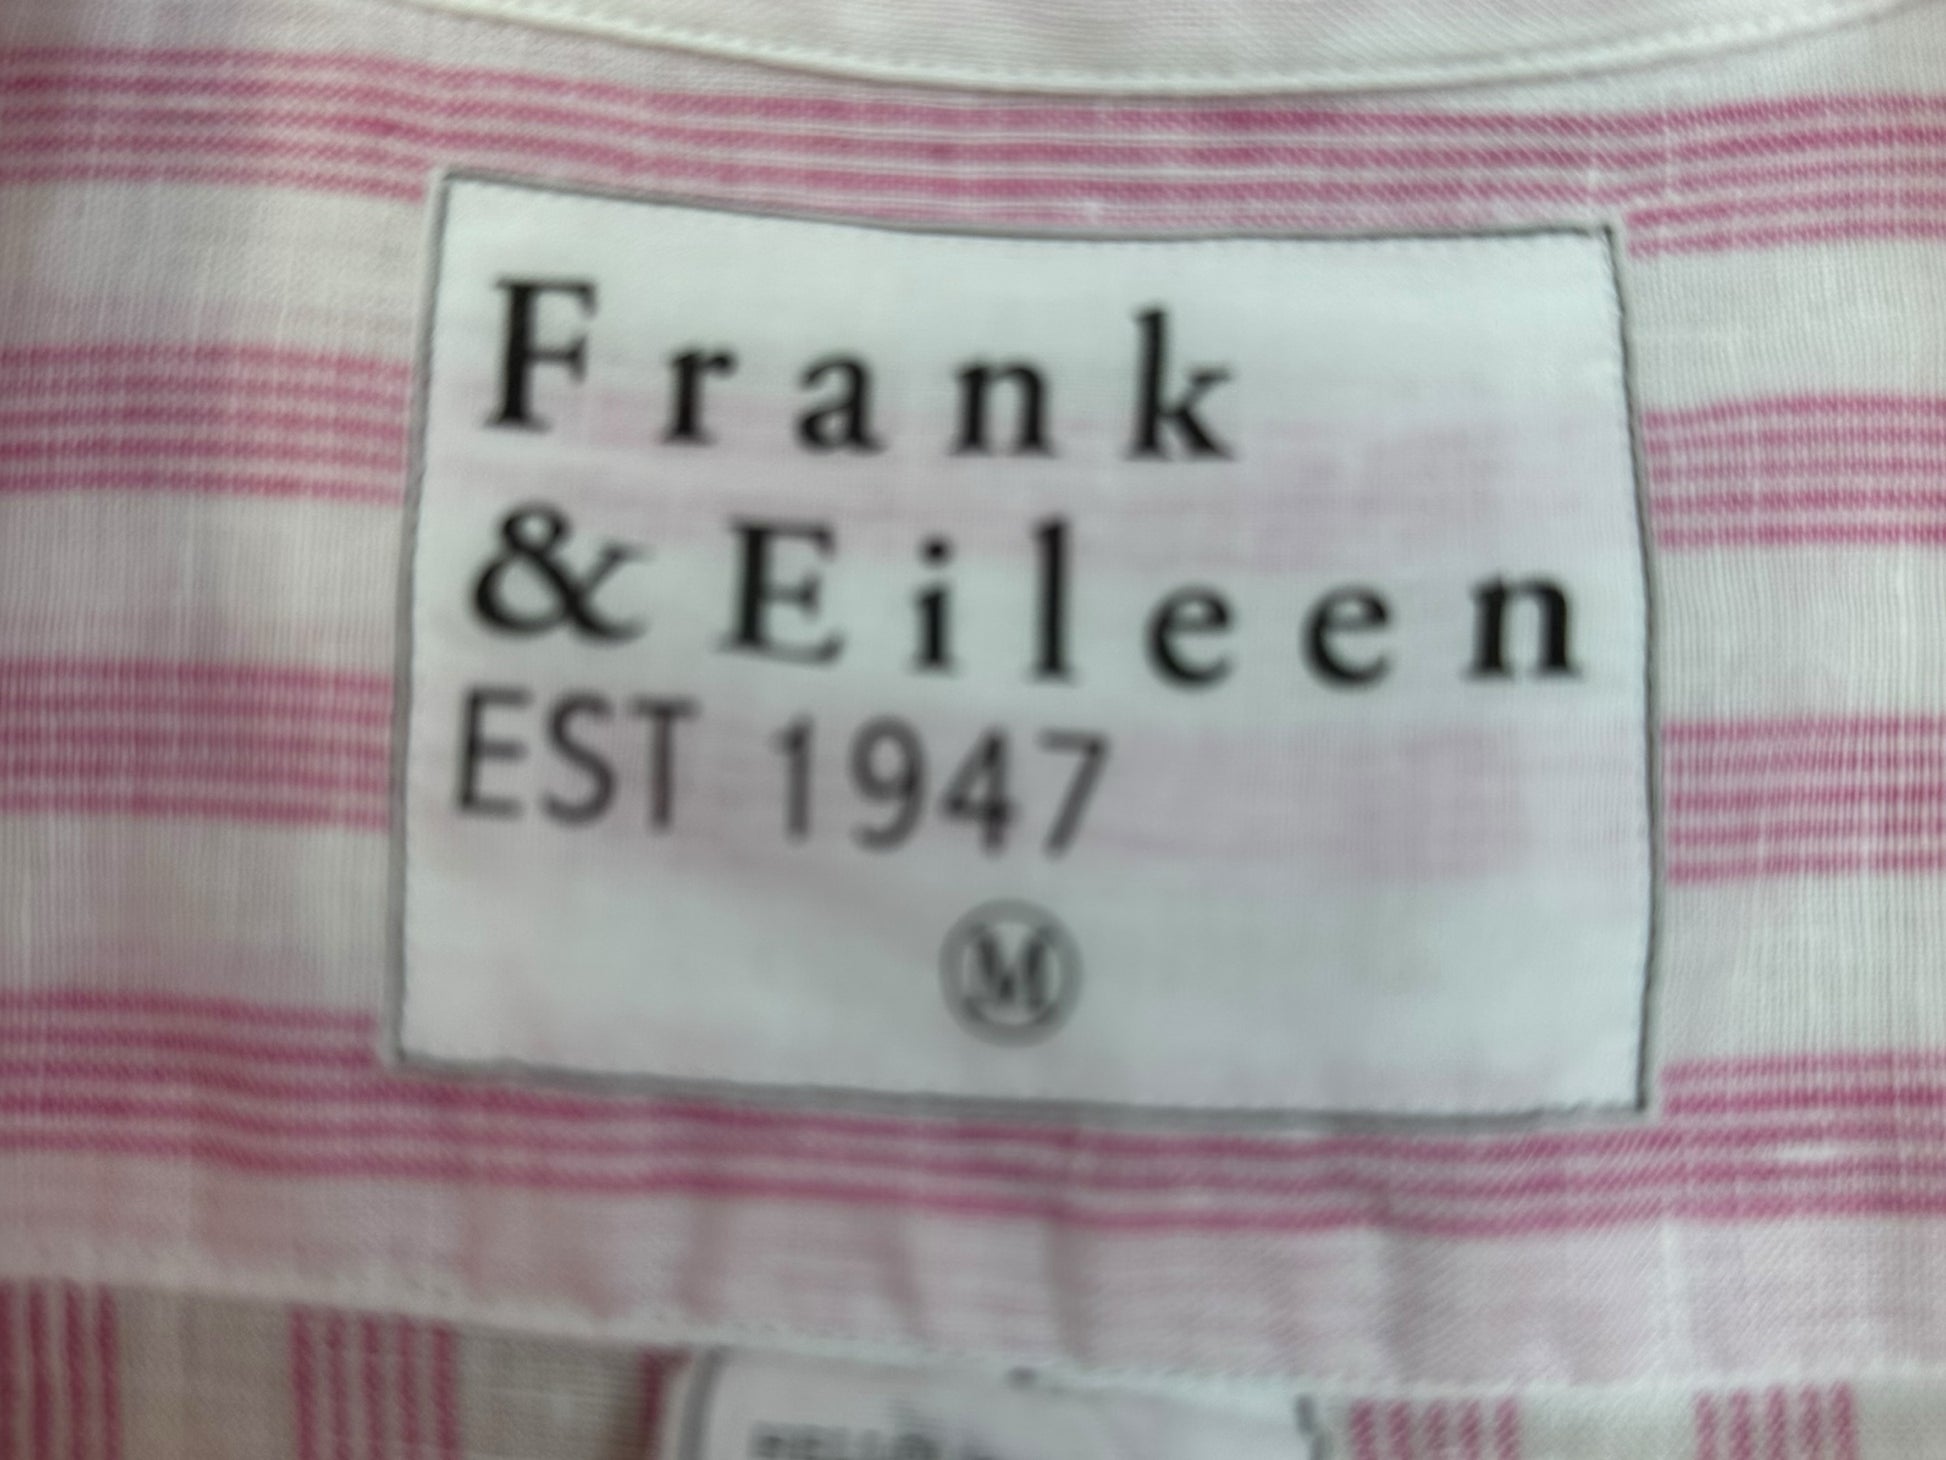 Frank
& Eileen
EST 1947
M